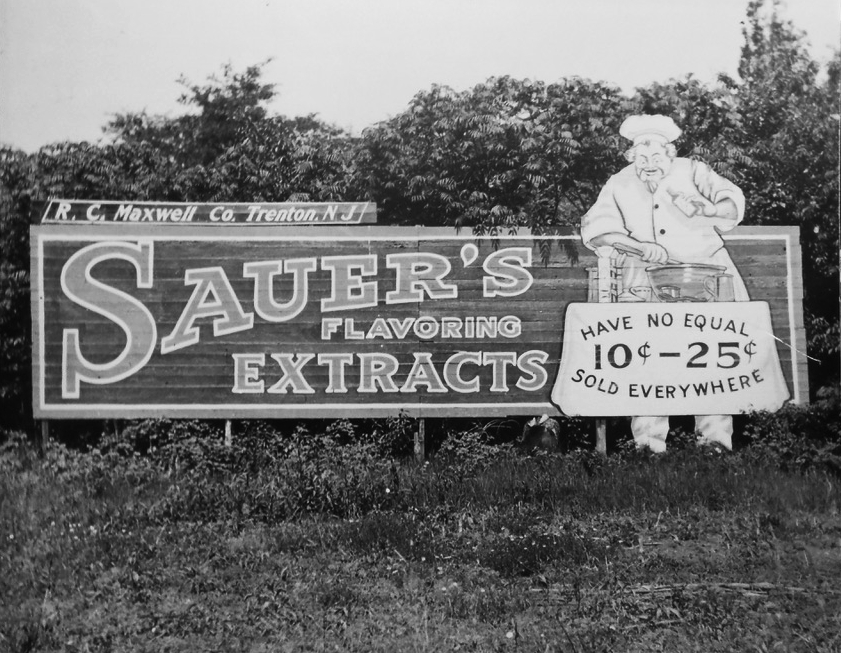 R. C. Maxwell Co. Trenton, N J
SAUER'S
FLAVORING
EXTRACTS
HAVE NO EQUAL
10¢-25¢
SOLD EVERYWHERE